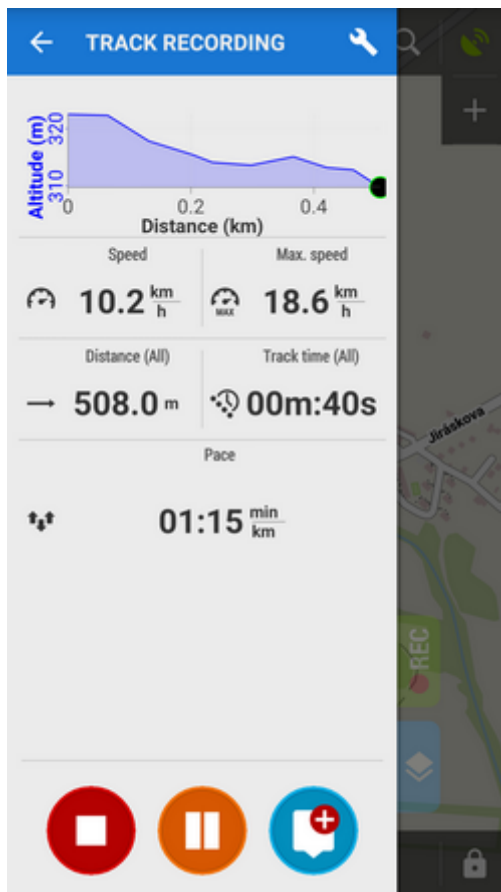 TRACK RECORDING
Altitude (m)
320
310
0
0.2
0.4
Distance (km)
Speed
Max. speed
10.2 km/h
MAX
18.6 km/h
Distance (All)
Track time (All)
508.0 m
00m:40s
Pace
01:15 min/km
Jiráskova
REC